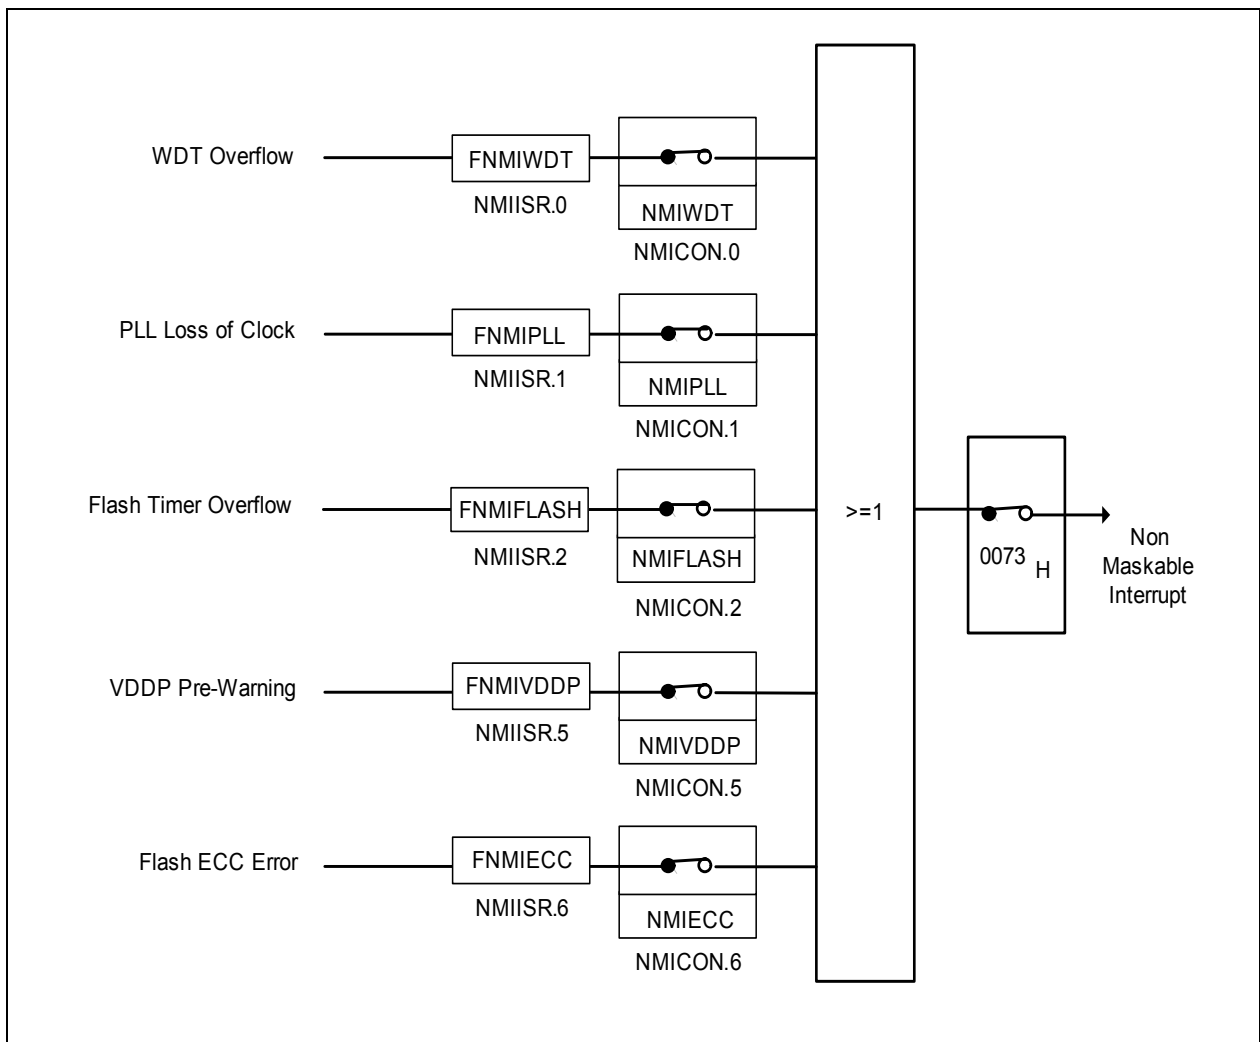 WDT Overflow
FNMIWDT
NMIISR.0
NMIWDT
NMICON.0
PLL Loss of Clock
FNMIPLL
NMIISR.1
NMIPLL
NMICON.1
Flash Timer Overflow
FNMIFLASH
NMIISR.2
NMIFLASH
NMICON.2
VDDP Pre-Warning
FNMIVDDP
NMIISR.5
NMIVDDP
NMICON.5
Flash ECC Error
FNMIECC
NMIISR.6
NMIECC
NMICON.6
>=1
0073 H
Non
Maskable
Interrupt